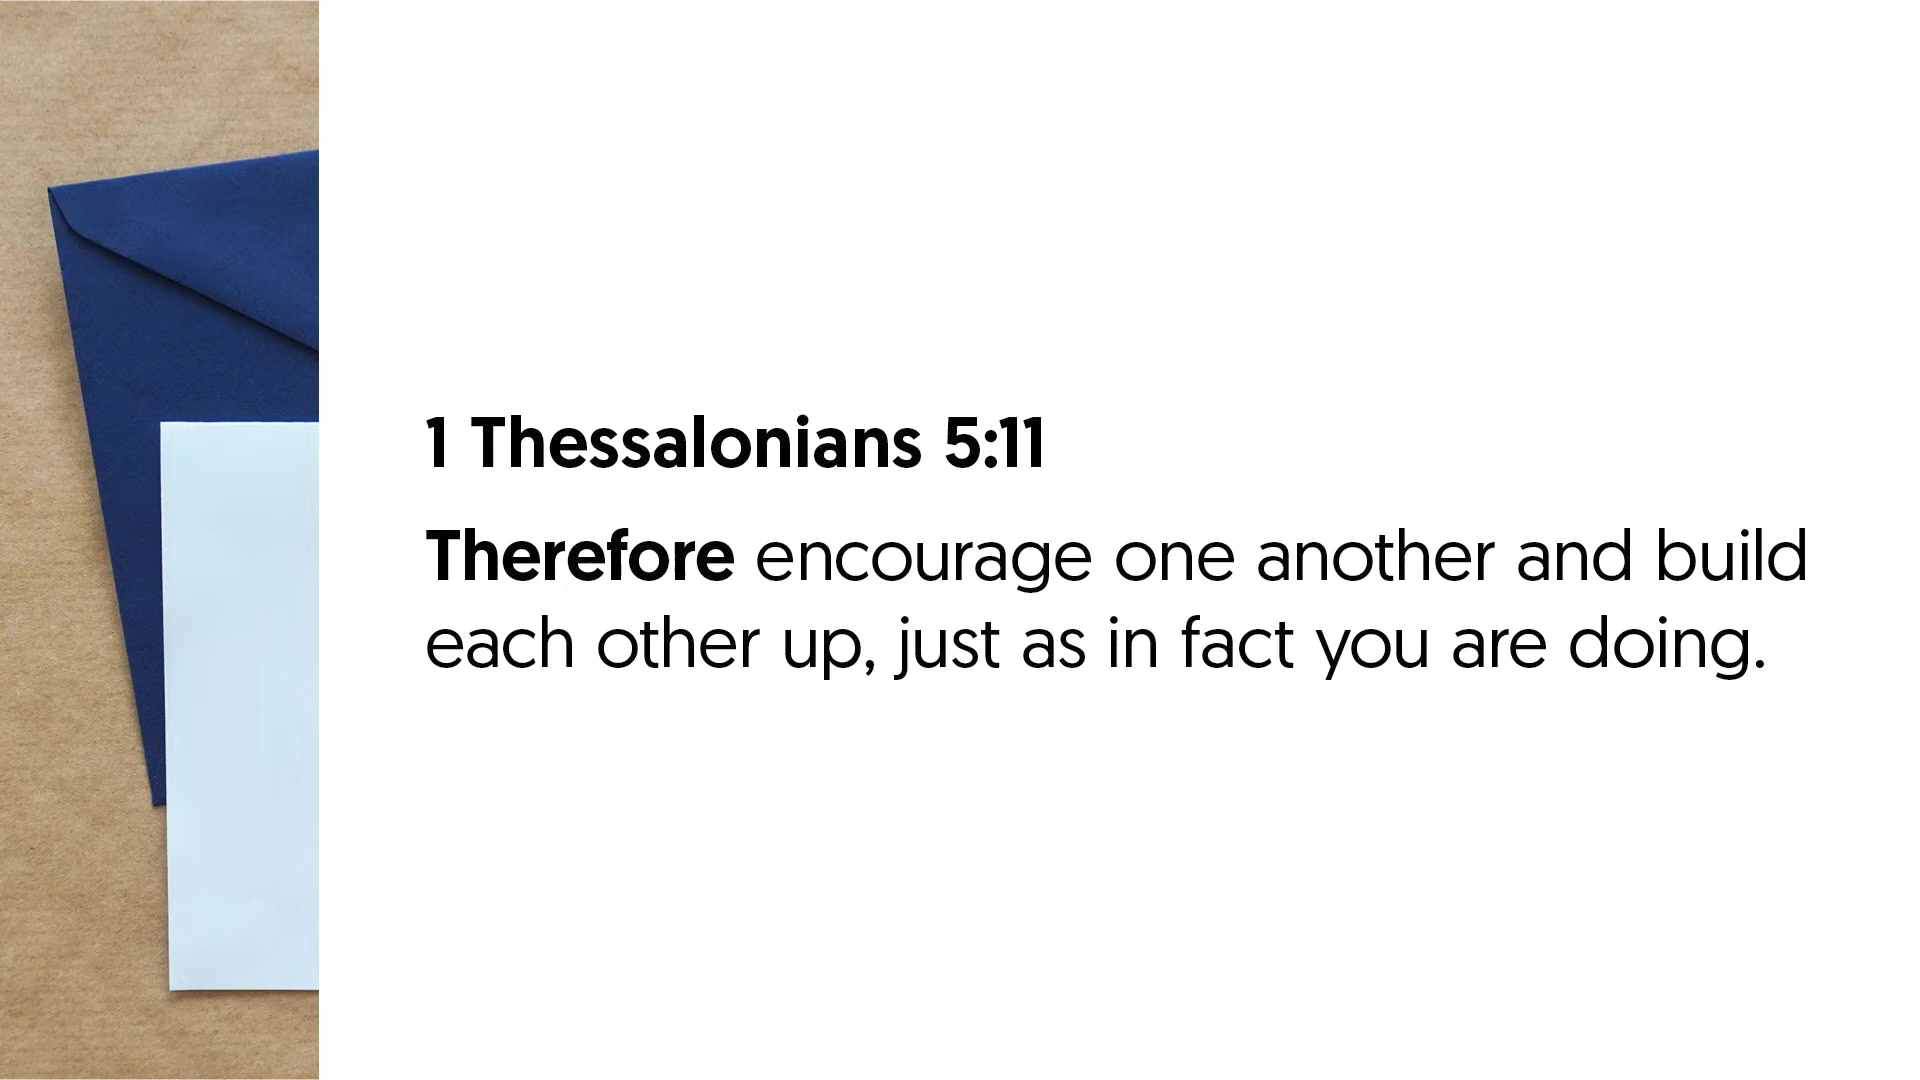 1 Thessalonians 5:11
Therefore encourage one another and build
each other up, just as in fact you are doing.